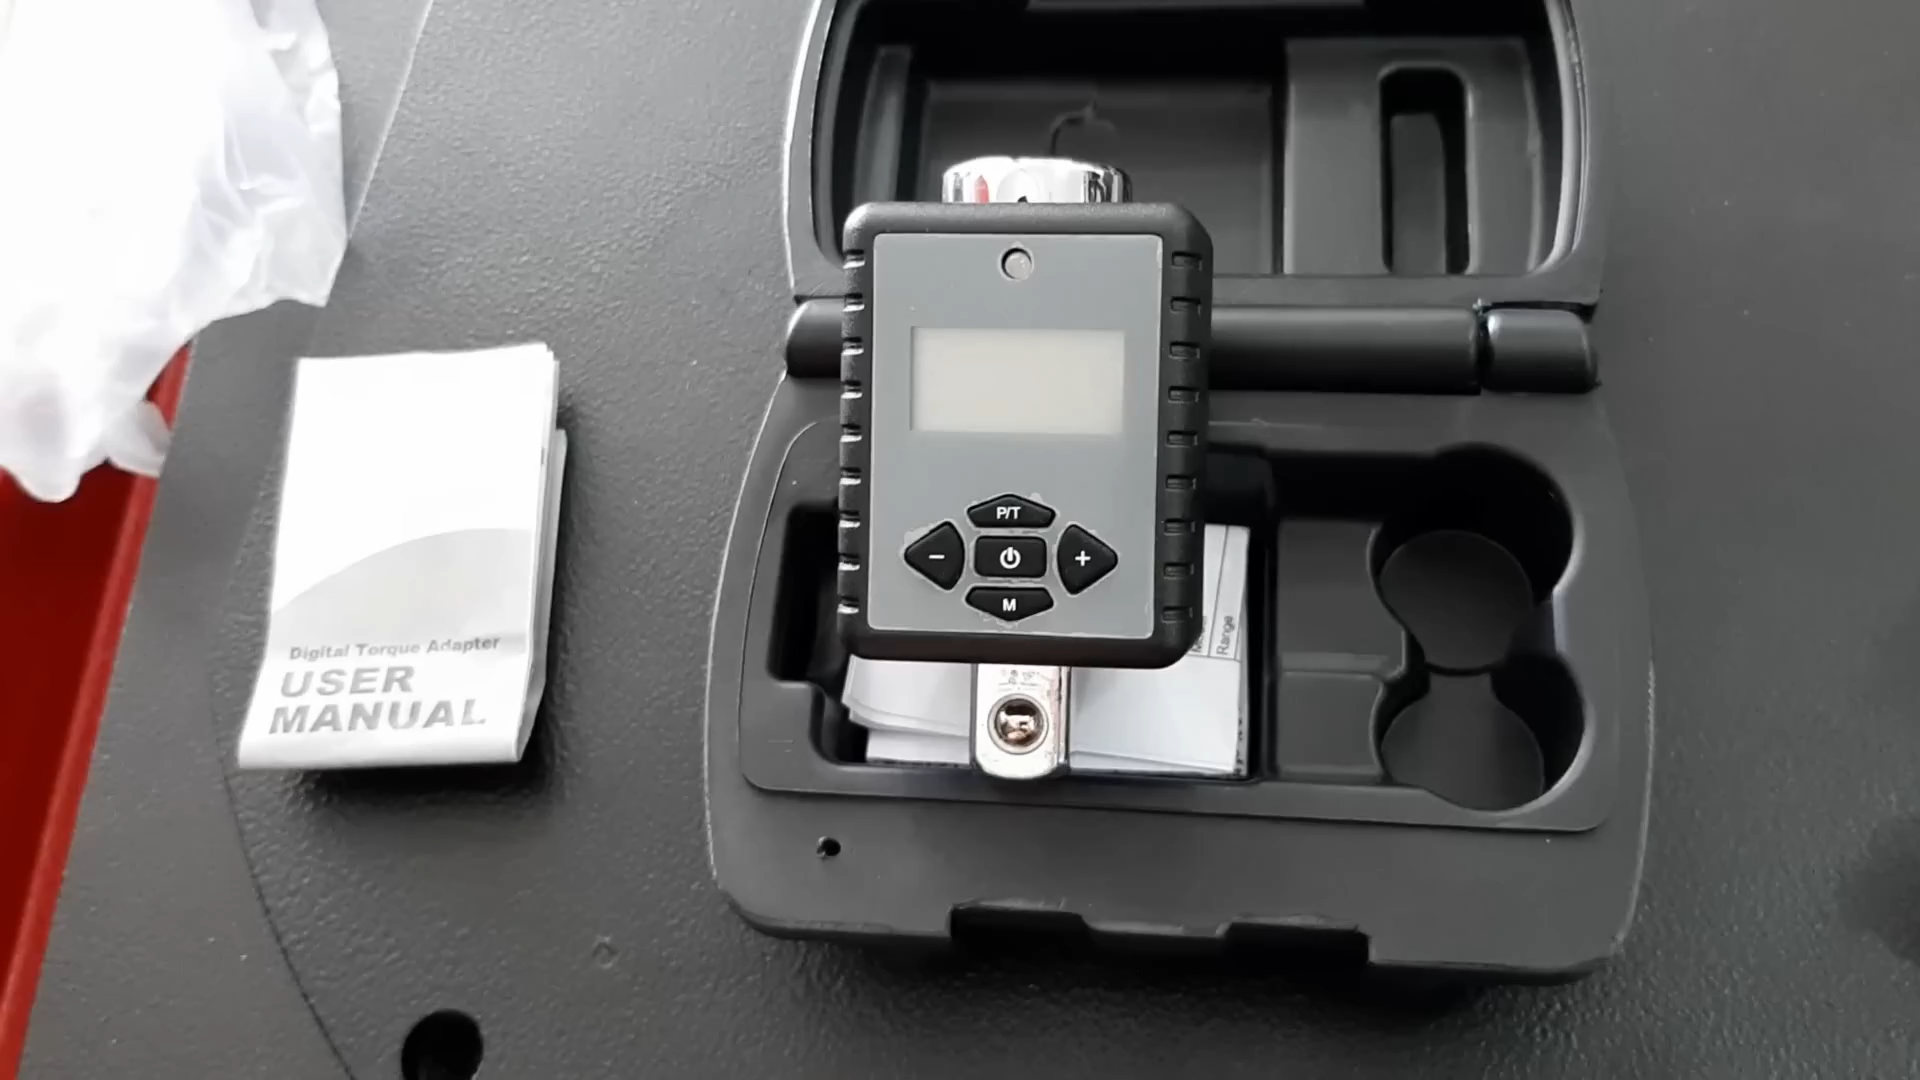 Digital Torque Adapter
USER
MANUAL
P/T
-
+
M
Range